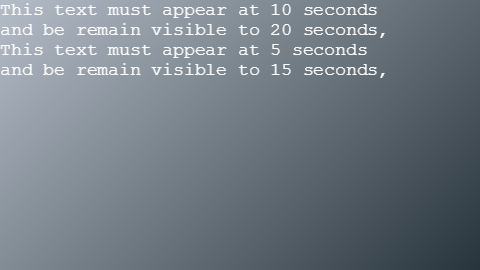 This text must appear at 10 seconds
and be remain visible to 20 seconds,
This text must appear at 5 seconds
and be remain visible to 15 seconds,